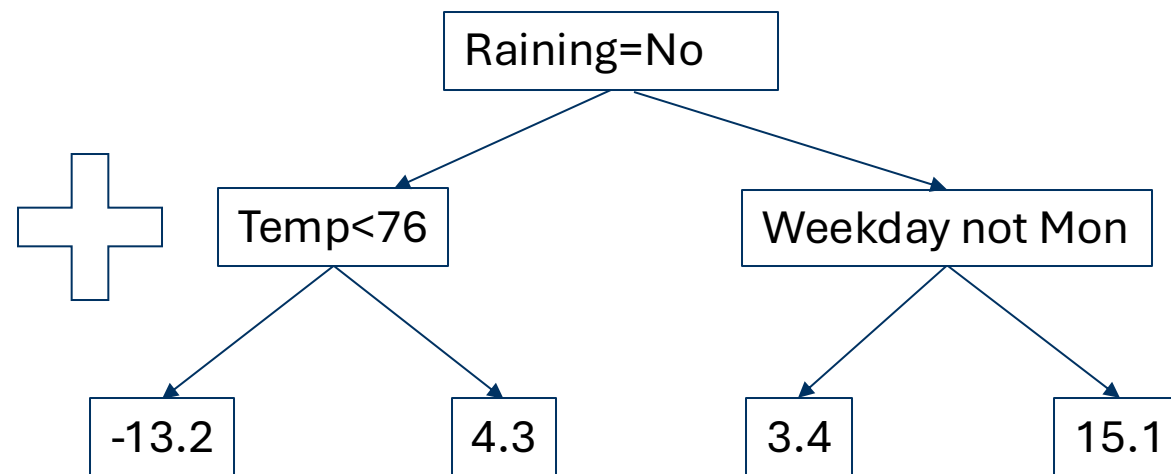 Raining=No
Temp<76
Weekday not Mon
-13.2
4.3
3.4
15.1